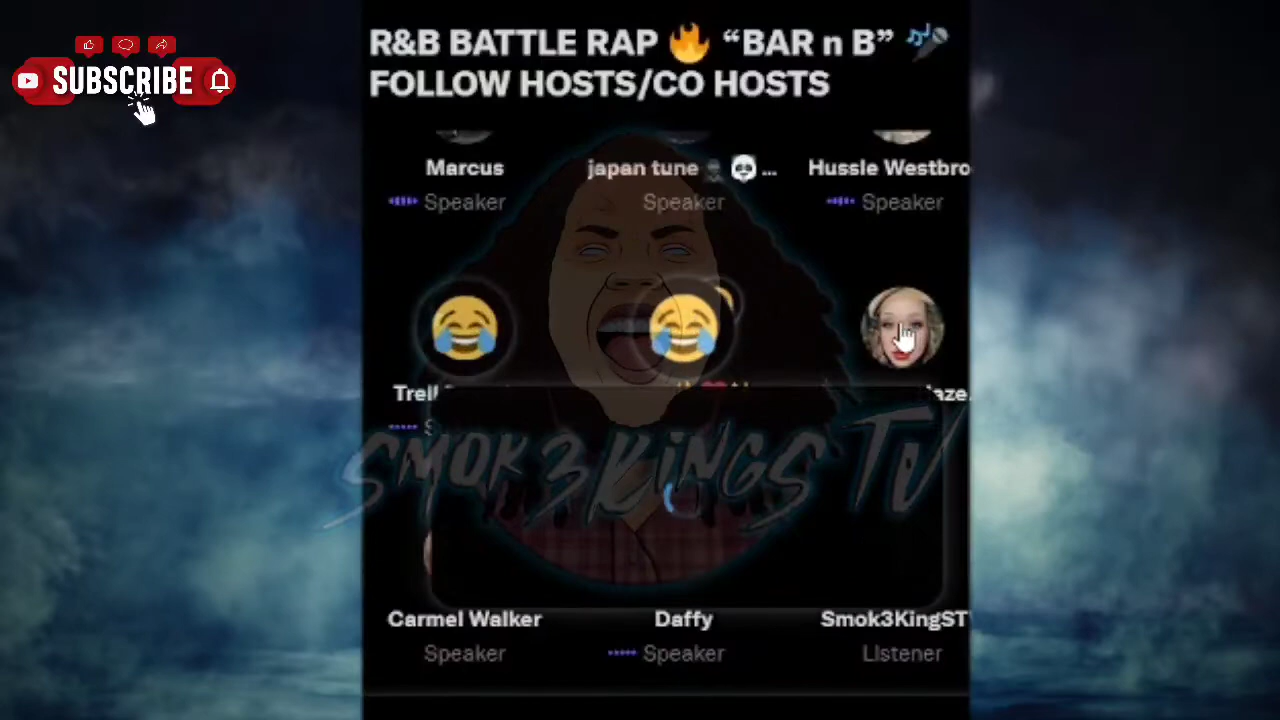 R&B BATTLE RAP 🔥 “BAR n B” 🎶🎤
FOLLOW HOSTS/CO HOSTS
SUBSCRIBE
Marcus
japan tune ...
Hussle Westbro
Speaker
Speaker
Speaker
Trell
aze.
SMOK3KiNGS TV
Carmel Walker
Daffy
Smok3KingST
Speaker
Speaker
LIstener